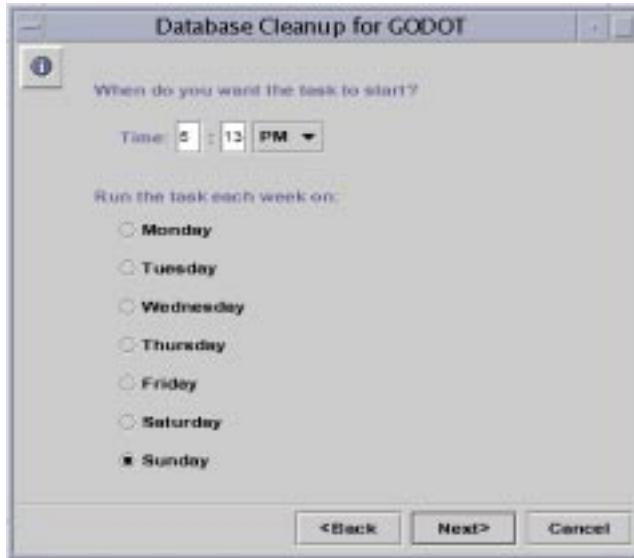 Database Cleanup for GODOT
When do you want the task to start?
Time: : 13 PM
Run the task each week on:
Monday
Tuesday
Wednesday
Thursday
Friday
Saturday
Sunday
<Back Next> Cancel